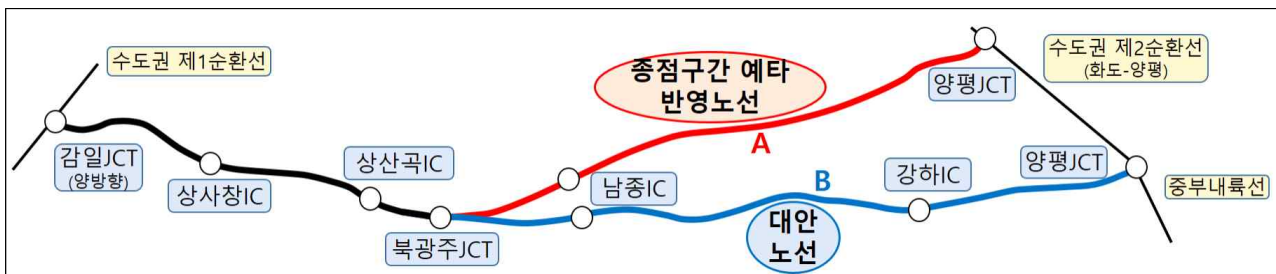 수도권 제1순환선
종점구간 예타
반영노선
수도권 제2순환선
(화도-양평)
양평JCT
A
감일JCT
(양방향)
상사창IC
상산곡IC
북광주JCT
남종IC
B
대안
노선
강하IC
양평JCT
중부내륙선